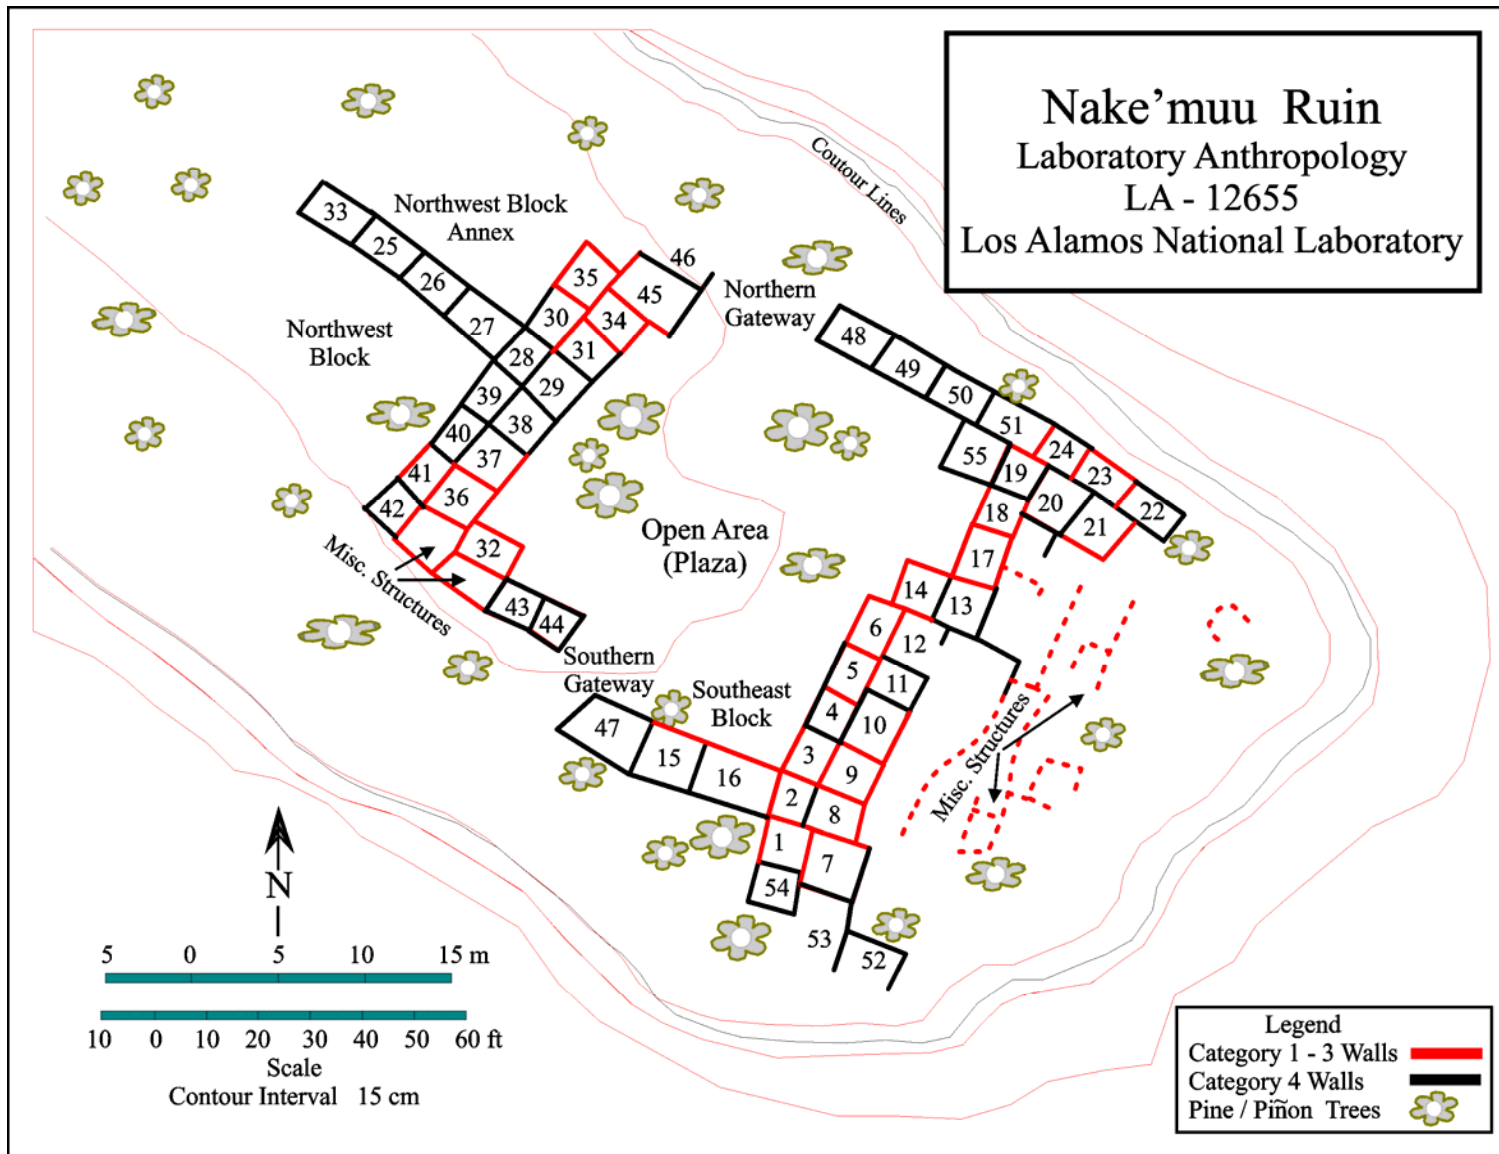 Nake’muu Ruin
Laboratory Anthropology
LA - 12655
Los Alamos National Laboratory
Coutour Lines
Northwest Block
Annex
33
25
26
27
Northwest
Block
46
35
45
30
34
28
31
39
29
40
38
41
37
42
36
32
Misc. Structures
43
44
Northern
Gateway
48
49
50
51
24
23
22
55
19
20
21
18
17
Open Area
(Plaza)
14
13
6
12
5
11
4
10
3
9
2
8
1
7
54
53
52
Southern
Gateway
Southeast
Block
47
15
16
Misc. Structures
N
5 0 5 10 15 m
10 0 10 20 30 40 50 60 ft
Scale
Contour Interval 15 cm
Legend
Category 1 - 3 Walls
Category 4 Walls
Pine / Piñon Trees